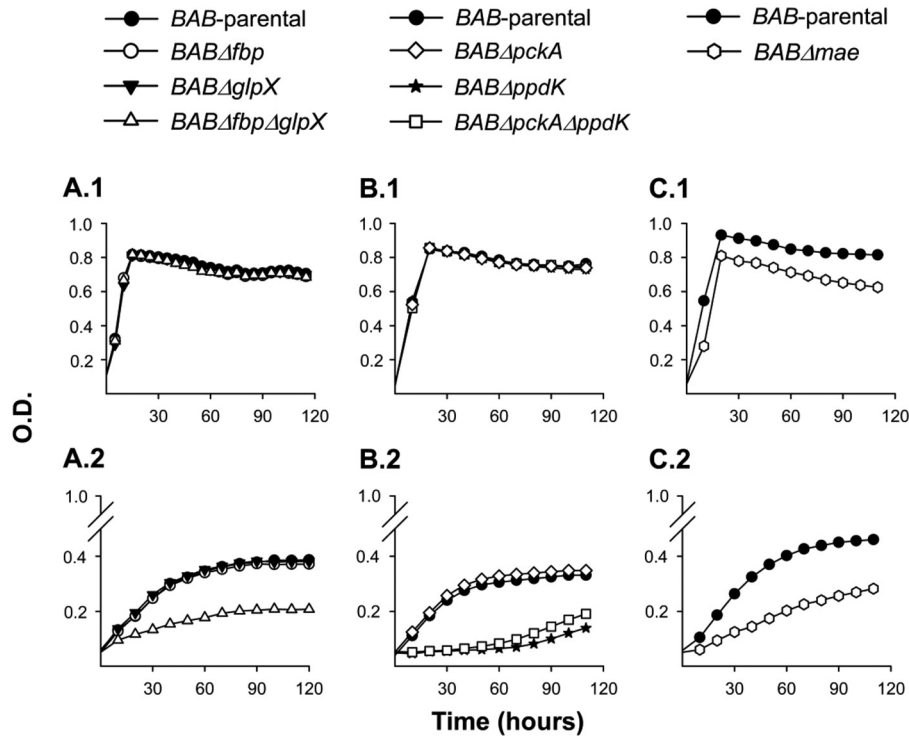 BAB-parental
BABΔfbp
BABΔglpX
BABΔfbpΔglpX
BAB-parental
BABΔpckA
BABΔppdK
BABΔpckAΔppdK
BAB-parental
BABΔmae
A.1
1.0
0.8
0.6
0.4
0.2
30 60 90 120
B.1
1.0
0.8
0.6
0.4
0.2
30 60 90 120
C.1
1.0
0.8
0.6
0.4
0.2
30 60 90 120
O.D.
A.2
1.0
0.4
0.2
30 60 90 120
B.2
1.0
0.4
0.2
30 60 90 120
C.2
1.0
0.4
0.2
30 60 90 120
Time (hours)